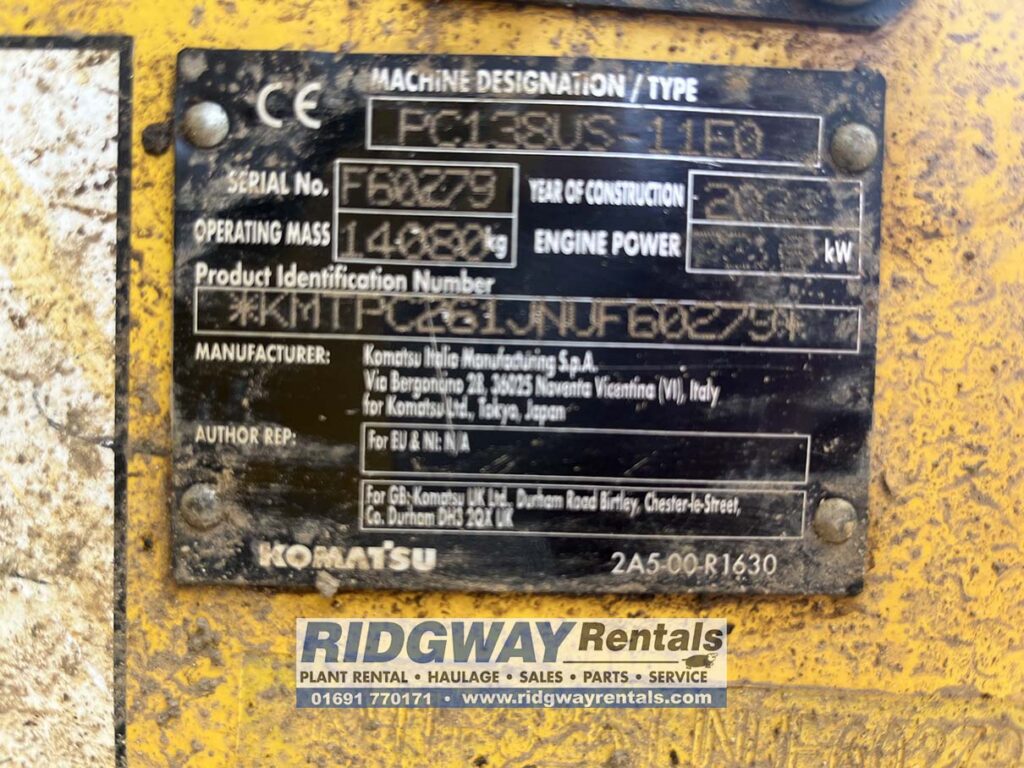 CE
MACHINE DESIGNATION / TYPE
PC138US-11E0
SERIAL No. F60279 YEAR OF CONSTRUCTION
OPERATING MASS 14080 kg ENGINE POWER kW
Product Identification Number
*KMTPC261JNUF60279*
MANUFACTURER: Komatsu Italia Manufacturing S.p.A.
Via Bergonano 28, 36025 Noventa Vicentina (VI), Italy
for Komatsu Ltd., Tokyo, Japan
AUTHOR REP: For EU & NI: N/A
For GB: Komatsu UK Ltd. Durham Road Birtley, Chester-le-Street,
Co. Durham DH3 2QX UK
KOMATSU 2A5-00-R1630
RIDGWAY Rentals
PLANT RENTAL • HAULAGE • SALES • PARTS • SERVICE
01691 770171 • www.ridgwayrentals.com